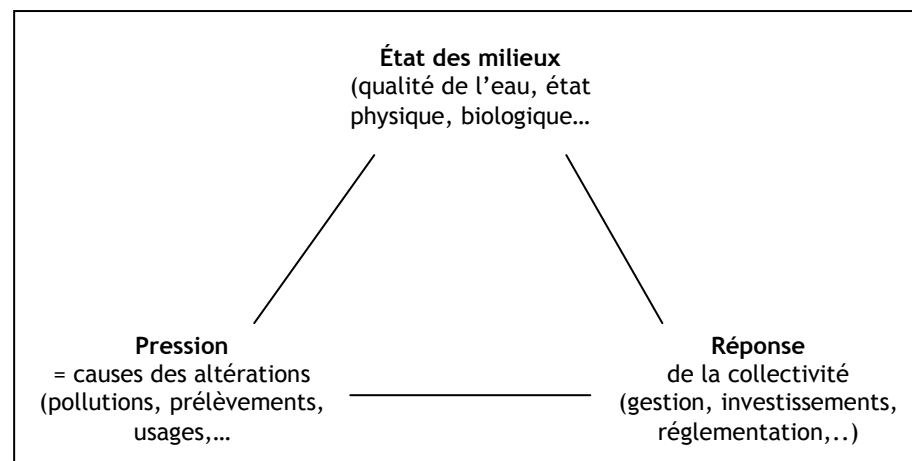 État des milieux
(qualité de l’eau, état
physique, biologique…
Pression
= causes des altérations
(pollutions, prélèvements,
usages,…
Réponse
de la collectivité
(gestion, investissements,
réglementation,..)